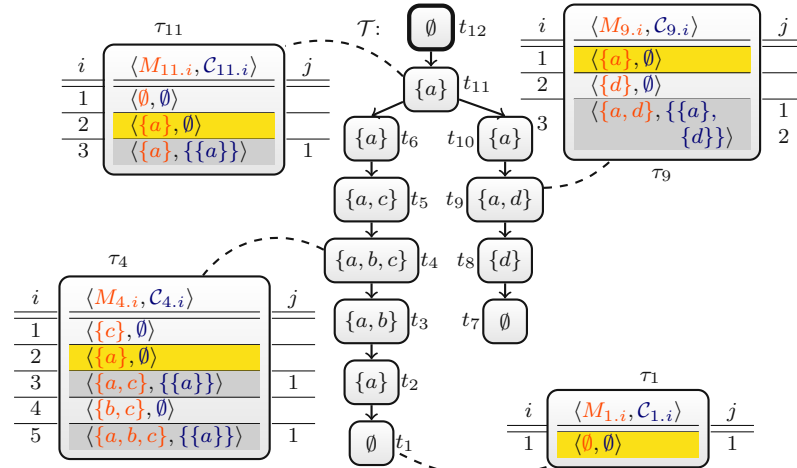 τ11
i ⟨M11.i, C11.i⟩ j
1 ⟨∅, ∅⟩
2 ⟨{a}, ∅⟩
3 ⟨{a}, {{a}}⟩ 1
T: ∅ t12
{a} t11
{a} t6
{a} t10
{a, c} t5
t9 {a, d}
{a, b, c} t4
t8 {d}
{a, b} t3
t7 ∅
{a} t2
∅ t1
i ⟨M9.i, C9.i⟩ j
1 ⟨{a}, ∅⟩
2 ⟨{d}, ∅⟩
3 ⟨{a, d}, {{a}, 1
{d}}⟩ 2
τ9
τ4
i ⟨M4.i, C4.i⟩ j
1 ⟨{c}, ∅⟩
2 ⟨{a}, ∅⟩
3 ⟨{a, c}, {{a}}⟩ 1
4 ⟨{b, c}, ∅⟩
5 ⟨{a, b, c}, {{a}}⟩ 1
τ1
i ⟨M1.i, C1.i⟩ j
1 ⟨∅, ∅⟩ 1